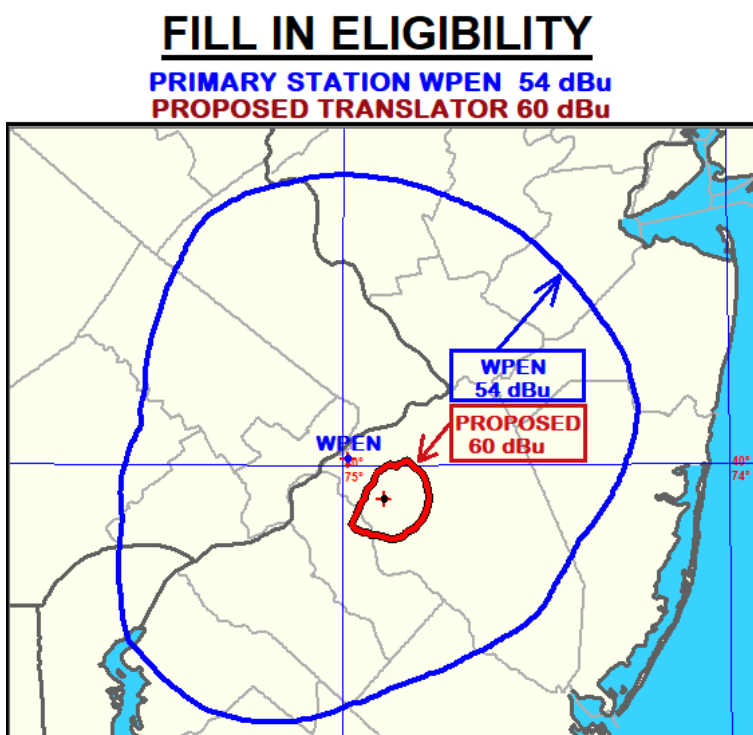 FILL IN ELIGIBILITY
PRIMARY STATION WPEN 54 dBu
PROPOSED TRANSLATOR 60 dBu
WPEN
54 dBu
PROPOSED
60 dBu
WPEN
40°
75°
40°
74°